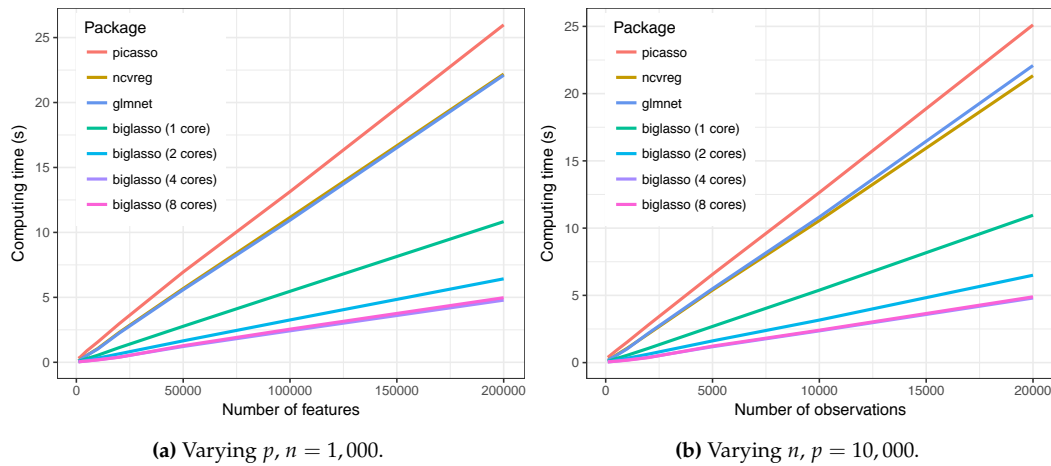 Package
picasso
ncvreg
glmnet
biglasso (1 core)
biglasso (2 cores)
biglasso (4 cores)
biglasso (8 cores)
Computing time (s)
25
20
15
10
5
0
0 50000 100000 150000 200000
Number of features
(a) Varying p, n = 1,000.
Package
picasso
ncvreg
glmnet
biglasso (1 core)
biglasso (2 cores)
biglasso (4 cores)
biglasso (8 cores)
Computing time (s)
25
20
15
10
5
0
0 5000 10000 15000 20000
Number of observations
(b) Varying n, p = 10,000.